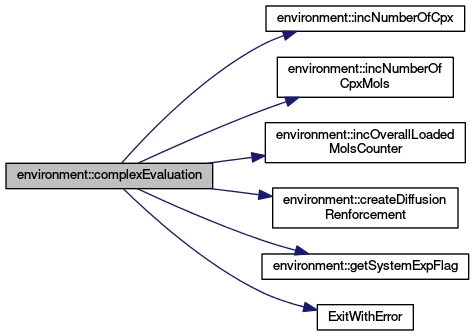 environment::incNumberOfCpx
environment::incNumberOf
CpxMols
environment::incOverallLoaded
MolsCounter
environment::complexEvaluation
environment::createDiffusion
Renforcement
environment::getSystemExpFlag
ExitWithError